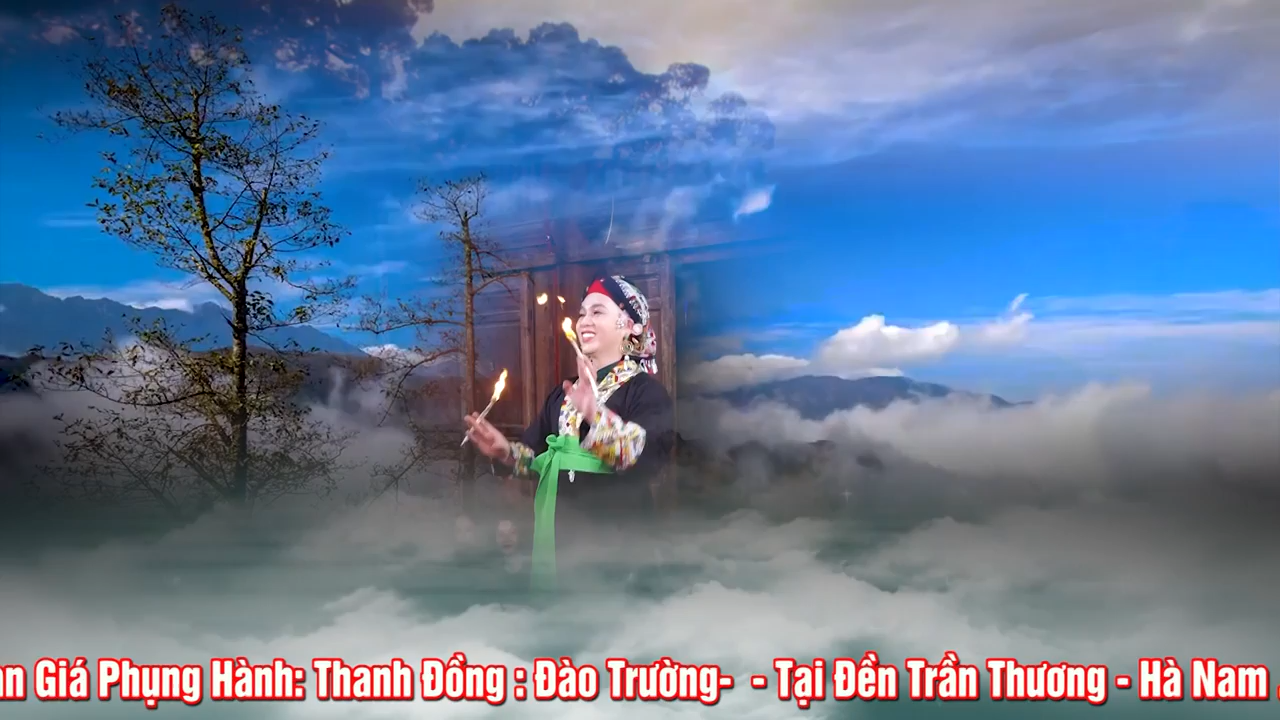 Giá Phụng Hành: Thanh Đồng : Đào Trường- - Tại Đền Trần Thương - Hà Nam